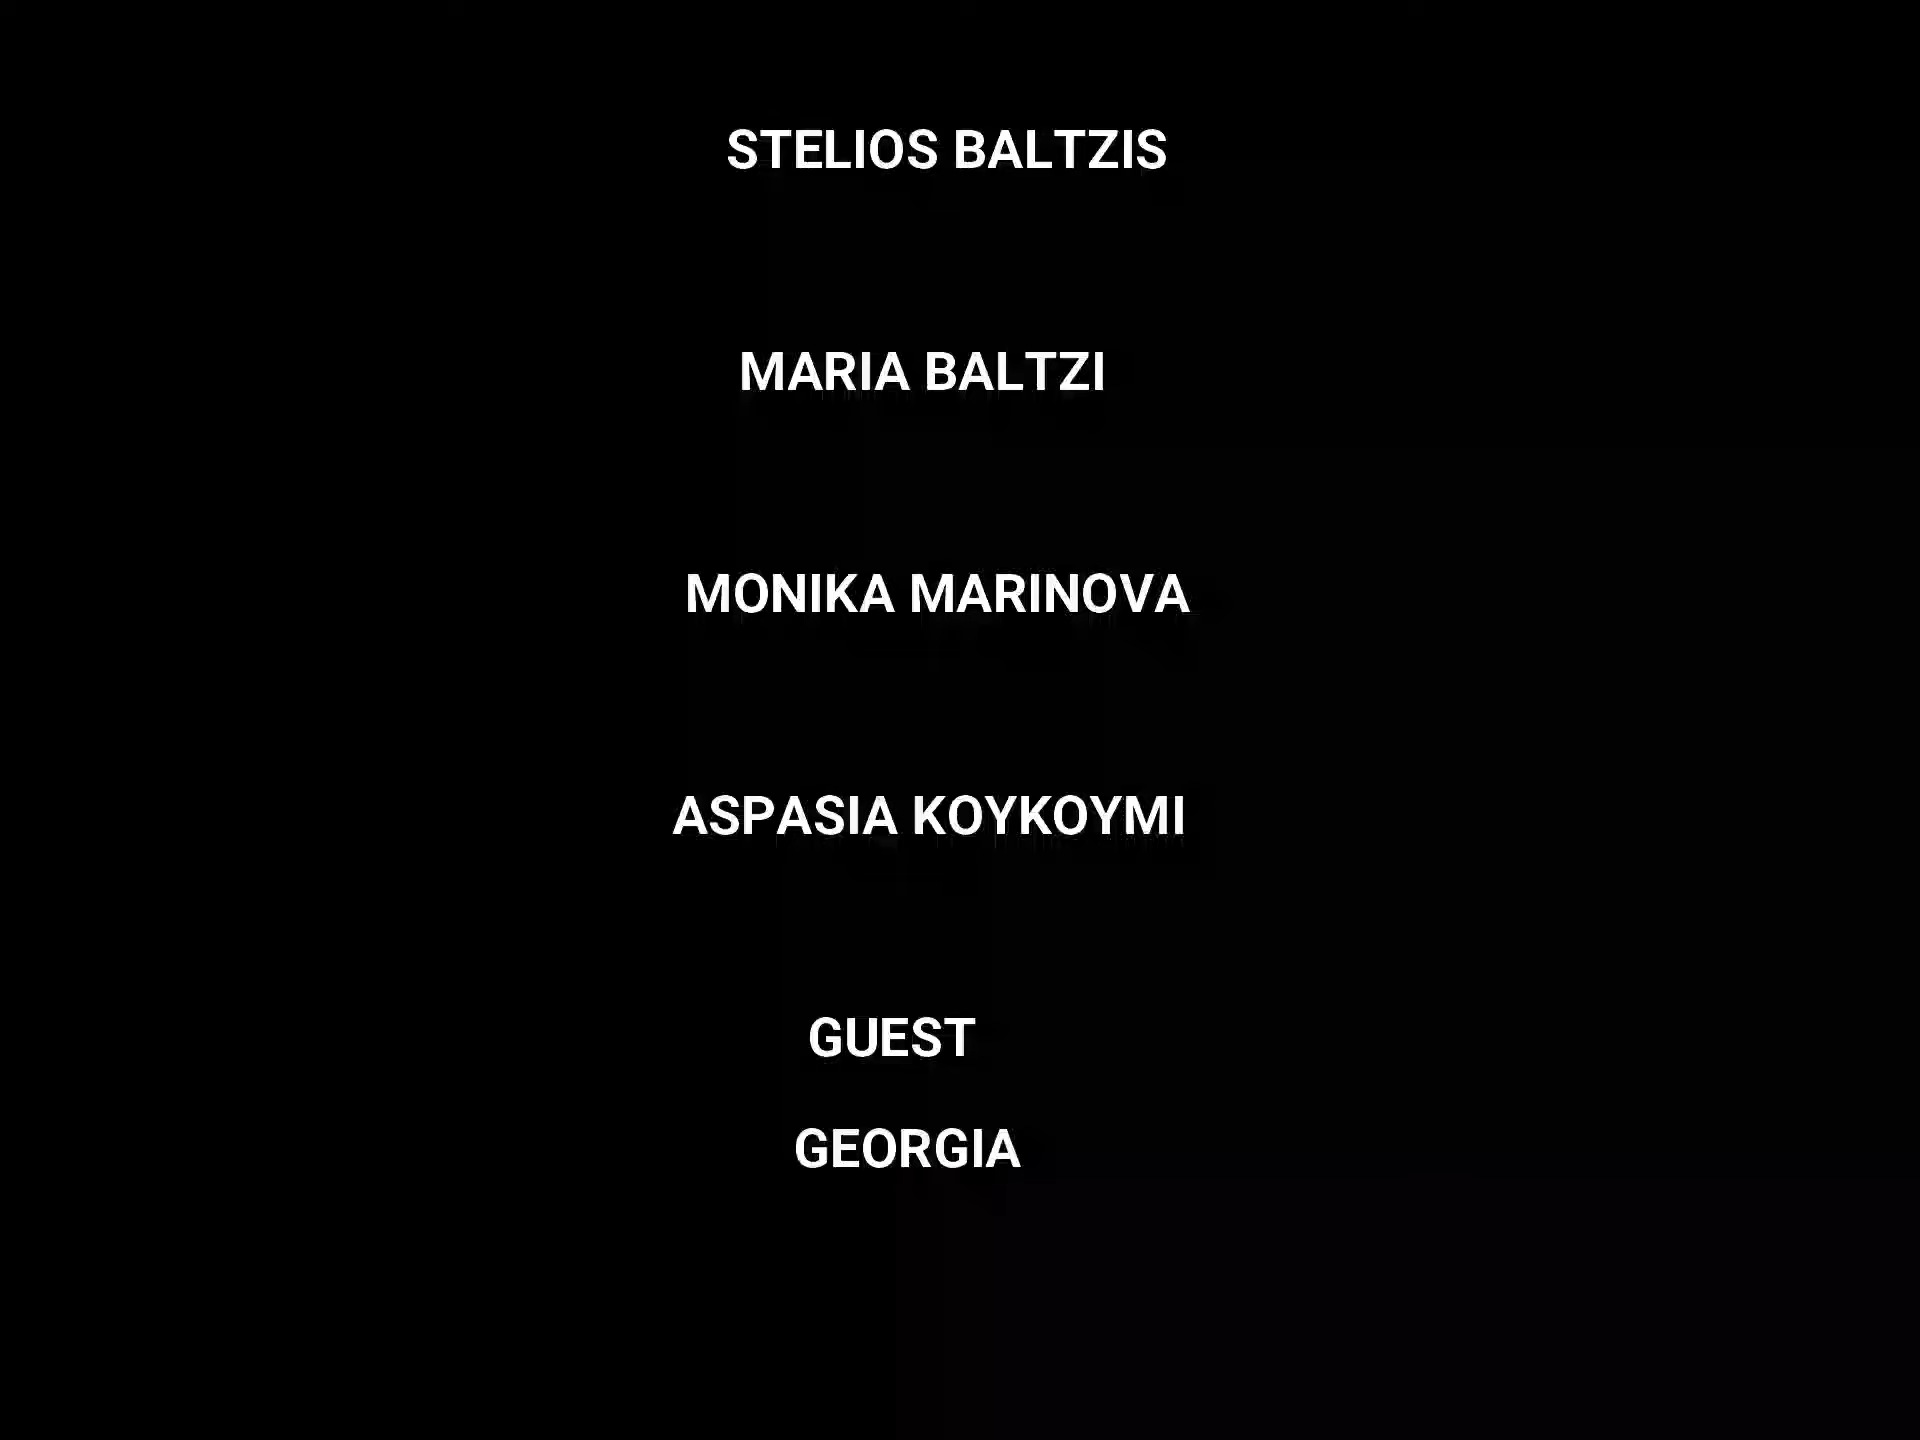 STELIOS BALTZIS
MARIA BALTZI
MONIKA MARINOVA
ASPASIA KOYKOYMI
GUEST
GEORGIA